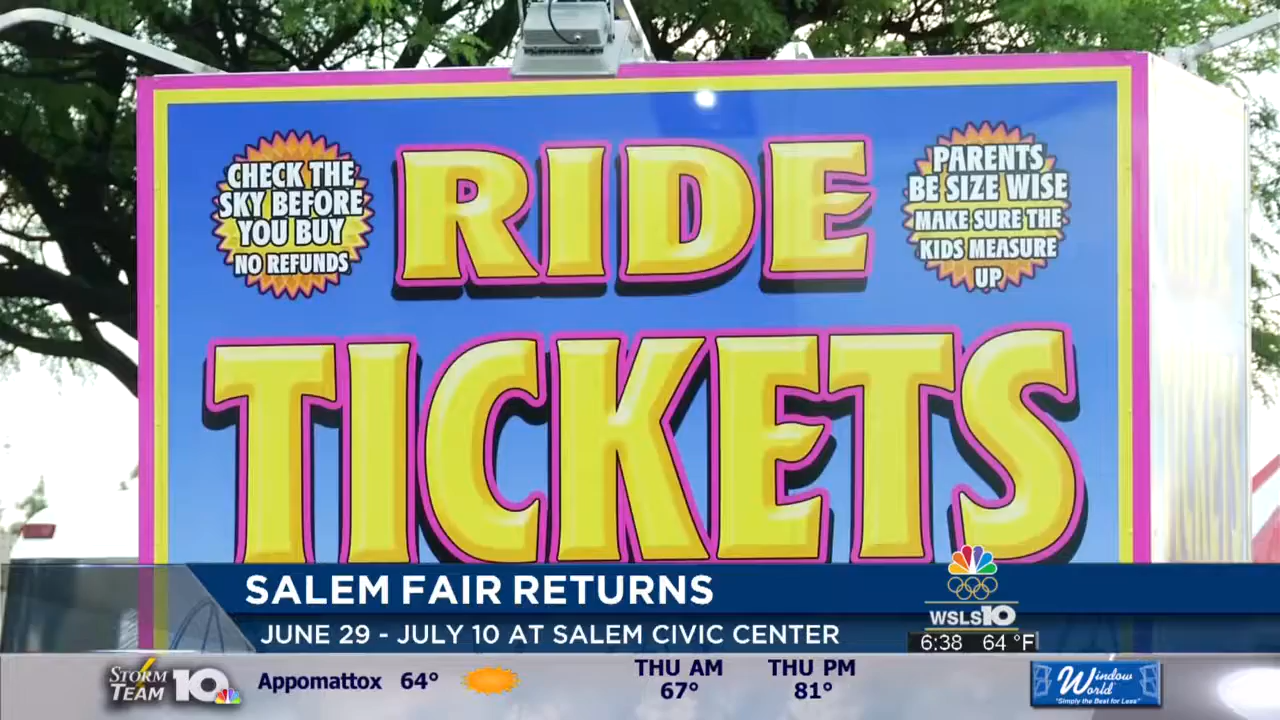 CHECK THE
SKY BEFORE
YOU BUY
NO REFUNDS
RIDE
PARENTS
BE SIZE WISE
MAKE SURE THE
KIDS MEASURE
UP
TICKETS
SALEM FAIR RETURNS
JUNE 29 - JULY 10 AT SALEM CIVIC CENTER
WSLS10
6:38 64 °F
STORM
TEAM 10
Appomattox 64°
THU AM
67°
THU PM
81°
Window
World
"Simply the Best for Less"